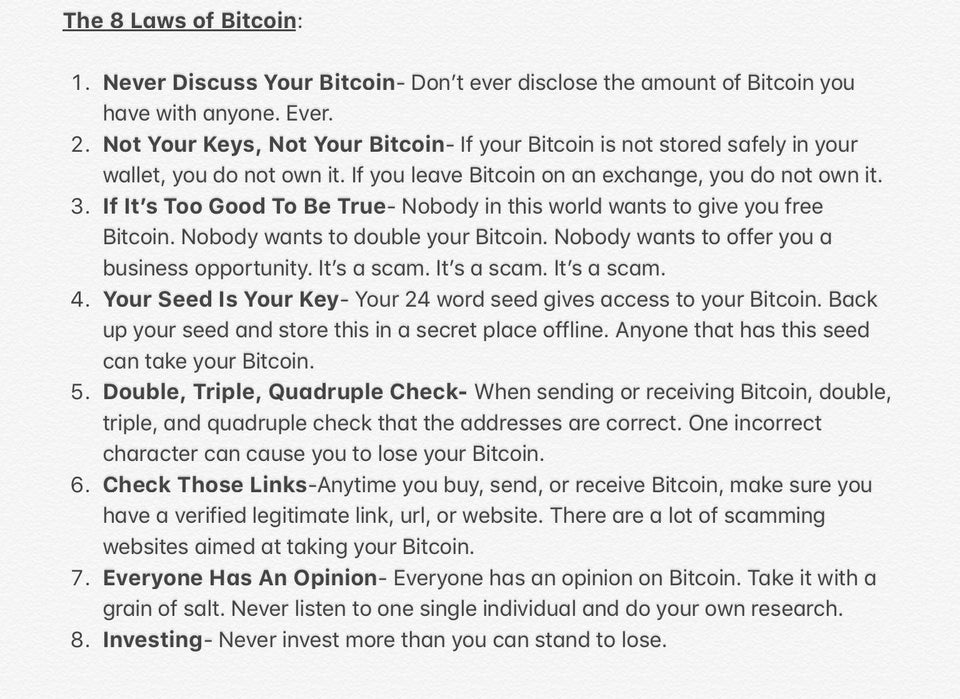 The 8 Laws of Bitcoin:
1. Never Discuss Your Bitcoin- Don’t ever disclose the amount of Bitcoin you
have with anyone. Ever.
2. Not Your Keys, Not Your Bitcoin- If your Bitcoin is not stored safely in your
wallet, you do not own it. If you leave Bitcoin on an exchange, you do not own it.
3. If It’s Too Good To Be True- Nobody in this world wants to give you free
Bitcoin. Nobody wants to double your Bitcoin. Nobody wants to offer you a
business opportunity. It’s a scam. It’s a scam. It’s a scam.
4. Your Seed Is Your Key- Your 24 word seed gives access to your Bitcoin. Back
up your seed and store this in a secret place offline. Anyone that has this seed
can take your Bitcoin.
5. Double, Triple, Quadruple Check- When sending or receiving Bitcoin, double,
triple, and quadruple check that the addresses are correct. One incorrect
character can cause you to lose your Bitcoin.
6. Check Those Links-Anytime you buy, send, or receive Bitcoin, make sure you
have a verified legitimate link, url, or website. There are a lot of scamming
websites aimed at taking your Bitcoin.
7. Everyone Has An Opinion- Everyone has an opinion on Bitcoin. Take it with a
grain of salt. Never listen to one single individual and do your own research.
8. Investing- Never invest more than you can stand to lose.